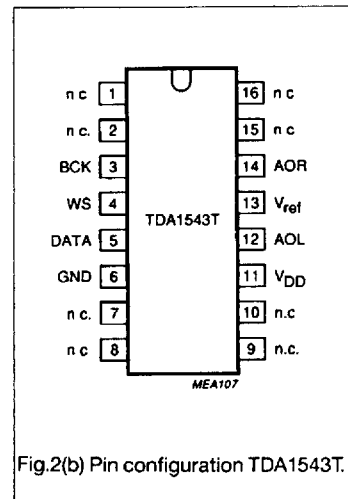 n c 1 16 n c
n c. 2 15 n c
BCK 3 14 AOR
WS 4 13 Vref
TDA1543T
DATA 5 12 AOL
GND 6 11 VDD
n c. 7 10 n.c
n c 8 9 n.c.
MEA107
Fig.2(b) Pin configuration TDA1543T.